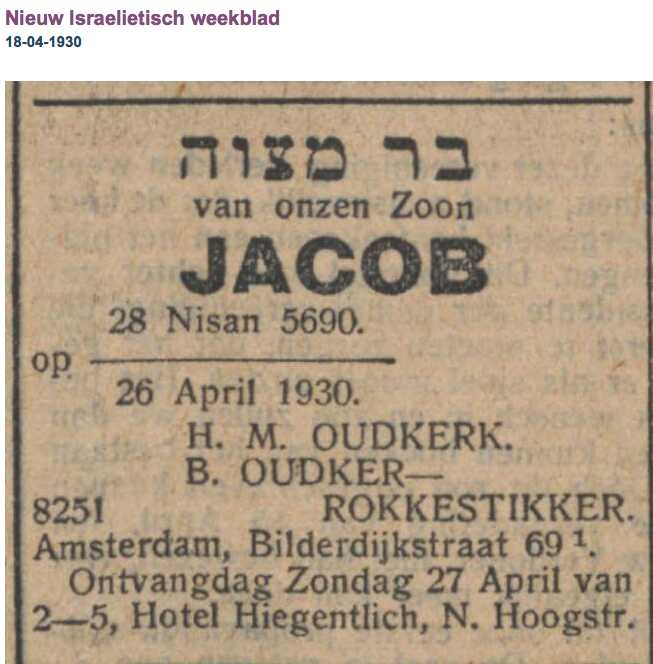 Nieuw Israelietisch weekblad
18-04-1930
בר מצוה
van onzen Zoon
JACOB
28 Nisan 5690.
op
26 April 1930.
H. M. OUDKERK.
B. OUDKER—
8251 ROKKESTIKKER.
Amsterdam, Bilderdijkstraat 69 ¹.
Ontvangdag Zondag 27 April van
2—5, Hotel Hiegentlich, N. Hoogstr.